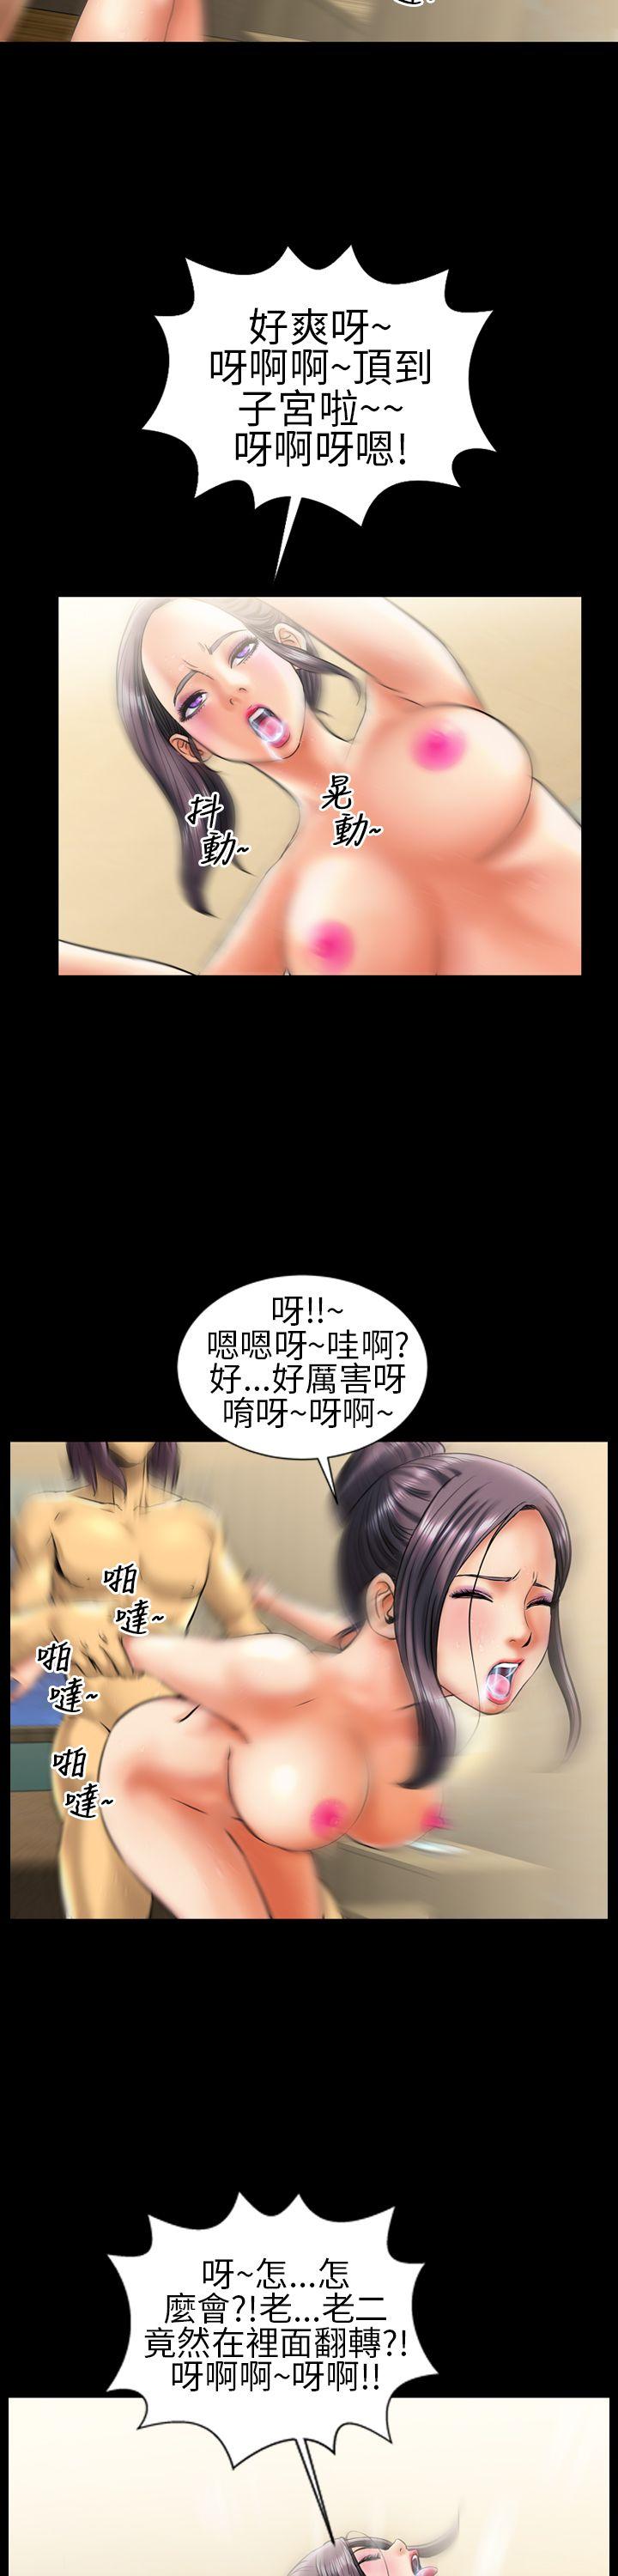 好爽呀~
呀啊啊~頂到
子宮啦~~
呀啊呀嗯!
晃
動~
抖
動~
呀!!~
嗯嗯呀~哇啊?
好...好厲害呀
唷呀~呀啊~
啪
噠~
啪
噠~
啪
噠~
呀~怎...怎
麼會?!老...老二
竟然在裡面翻轉?!
呀啊啊~呀啊!!